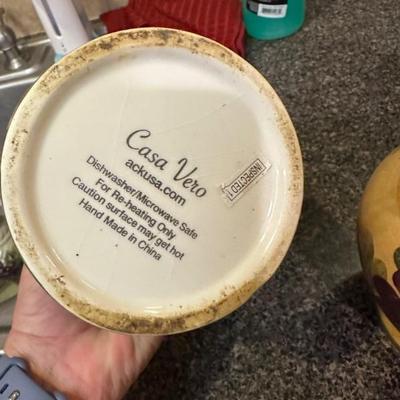 Casa Vero
ackusa.com
Dishwasher/Microwave Safe
For Re-heating Only
Caution surface may get hot
Hand Made in China
INSPECTED